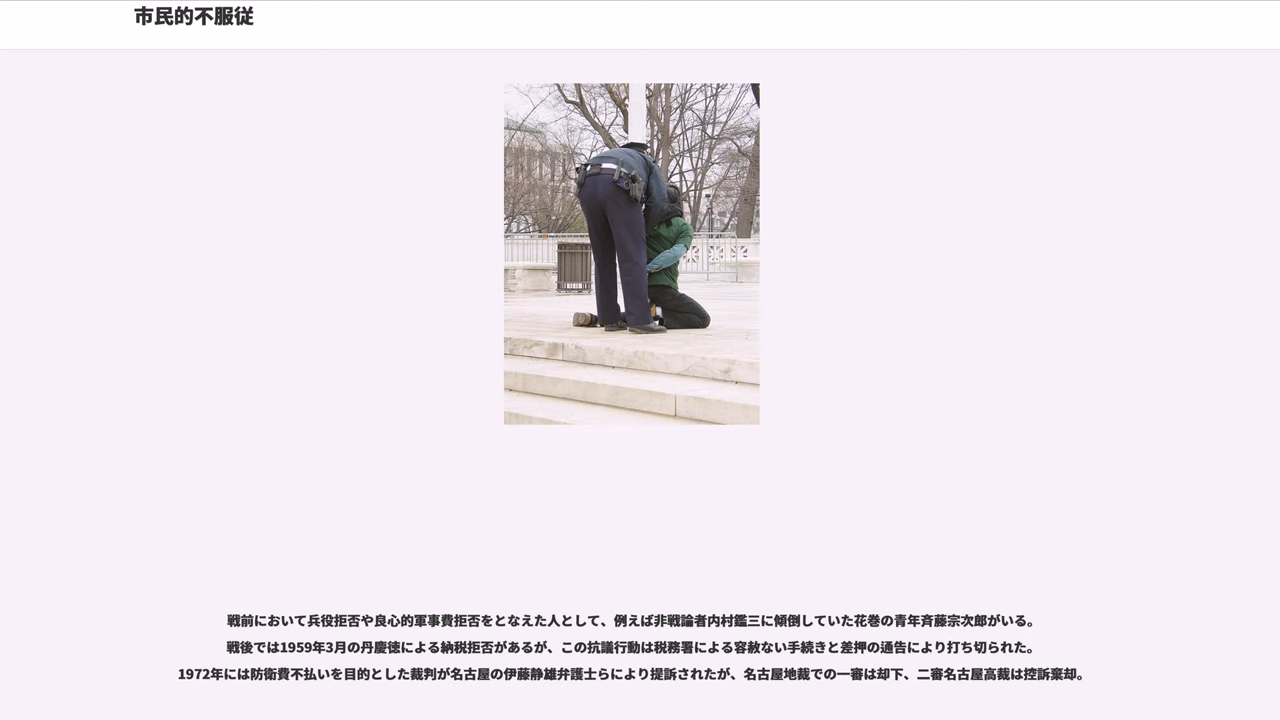 市民的不服従
戦前において兵役拒否や良心的軍事費拒否をとなえた人として、例えば非戦論者内村鑑三に傾倒していた花巻の青年斉藤宗次郎がいる。
戦後では1959年3月の丹慶徳による納税拒否があるが、この抗議行動は税務署による容赦ない手続きと差押の通告により打ち切られた。
1972年には防衛費不払いを目的とした裁判が名古屋の伊藤静雄弁護士らにより提訴されたが、名古屋地裁での一審は却下、二審名古屋高裁は控訴棄却。